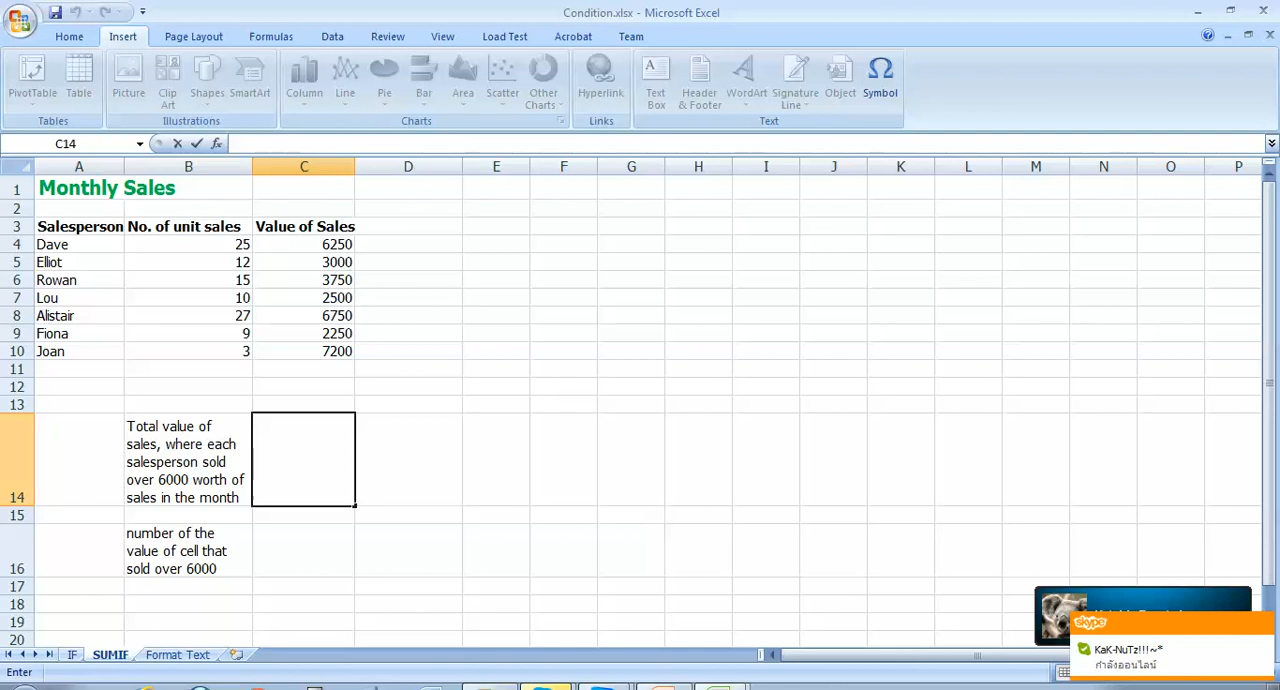 Condition.xlsx - Microsoft Excel
Home Insert Page Layout Formulas Data Review View Load Test Acrobat Team
PivotTable Table Picture Clip Art Shapes SmartArt Column Line Pie Bar Area Scatter Other Charts Hyperlink Text Box Header & Footer WordArt Signature Line Object Symbol
Tables Illustrations Charts Links Text
C14 fx
A B C D E F G H I J K L M N O P
1 Monthly Sales
2
3 Salesperson No. of unit sales Value of Sales
4 Dave 25 6250
5 Elliot 12 3000
6 Rowan 15 3750
7 Lou 10 2500
8 Alistair 27 6750
9 Fiona 9 2250
10 Joan 3 7200
11
12
13
Total value of
sales, where each
salesperson sold
over 6000 worth of
14 sales in the month
15
number of the
value of cell that
16 sold over 6000
17
18
19
20
skype
KaK-NuTz!!!~*
กำลังออนไลน์
IF SUMIF Format Text
Enter